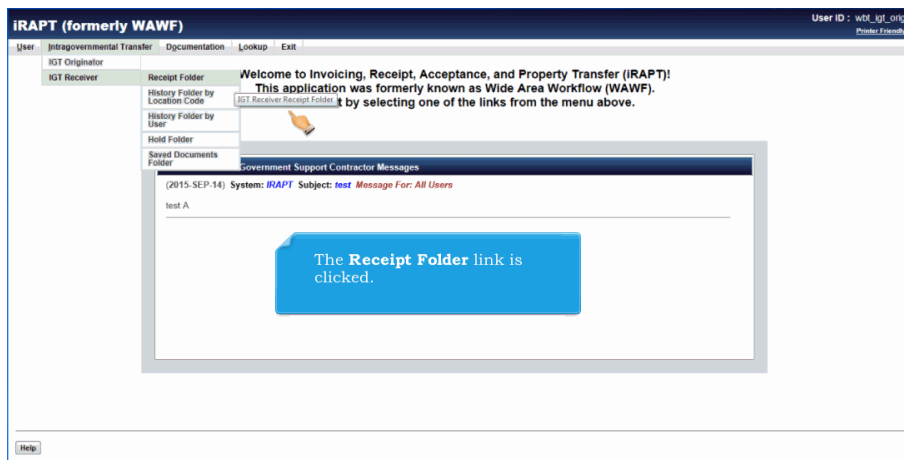 iRAPT (formerly WAWF)
User ID : wbt_igt_orig
Printer Friendly
User Intragovernmental Transfer Documentation Lookup Exit
IGT Originator
IGT Receiver
Receipt Folder
History Folder by
Location Code
History Folder by
User
Hold Folder
Saved Documents
Folder
IGT Receiver Receipt Folder
Welcome to Invoicing, Receipt, Acceptance, and Property Transfer (iRAPT)!
This application was formerly known as Wide Area Workflow (WAWF).
t by selecting one of the links from the menu above.
Government Support Contractor Messages
(2015-SEP-14) System: IRAPT Subject: test Message For: All Users
test A
The Receipt Folder link is
clicked.
Help